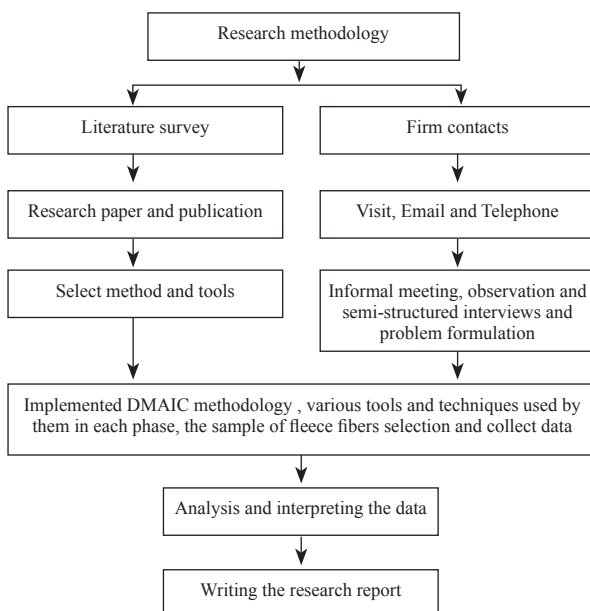 Research methodology
Literature survey
Firm contacts
Research paper and publication
Visit, Email and Telephone
Select method and tools
Informal meeting, observation and
semi-structured interviews and
problem formulation
Implemented DMAIC methodology , various tools and techniques used by
them in each phase, the sample of fleece fibers selection and collect data
Analysis and interpreting the data
Writing the research report